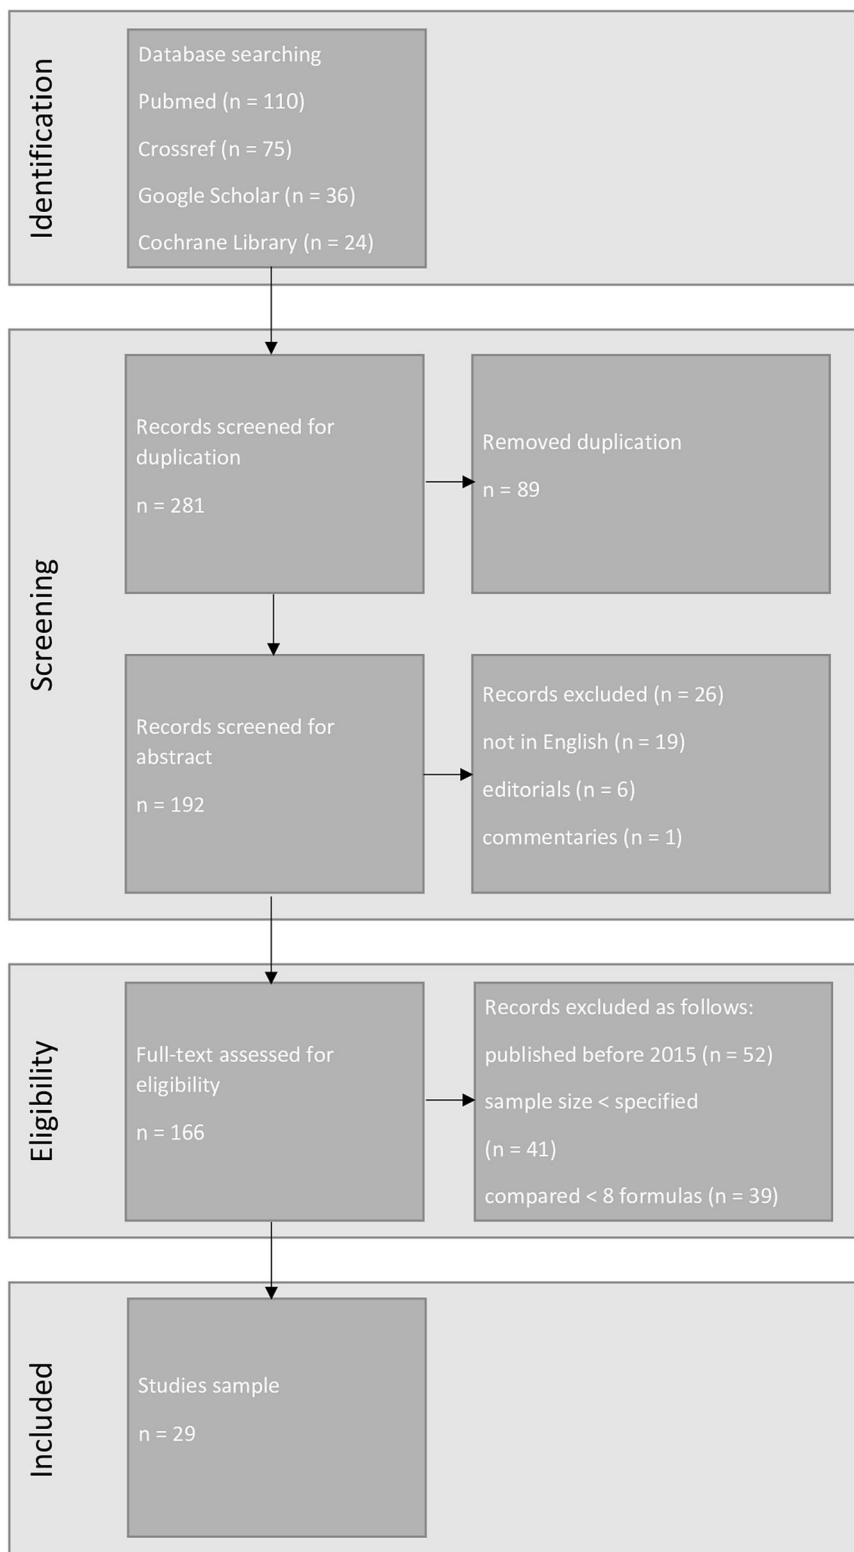 Identification
Database searching
Pubmed (n = 110)
Crossref (n = 75)
Google Scholar (n = 36)
Cochrane Library (n = 24)
Screening
Records screened for
duplication
n = 281
Removed duplication
n = 89
Records screened for
abstract
n = 192
Records excluded (n = 26)
not in English (n = 19)
editorials (n = 6)
commentaries (n = 1)
Eligibility
Full-text assessed for
eligibility
n = 166
Records excluded as follows:
published before 2015 (n = 52)
sample size < specified
(n = 41)
compared < 8 formulas (n = 39)
Included
Studies sample
n = 29